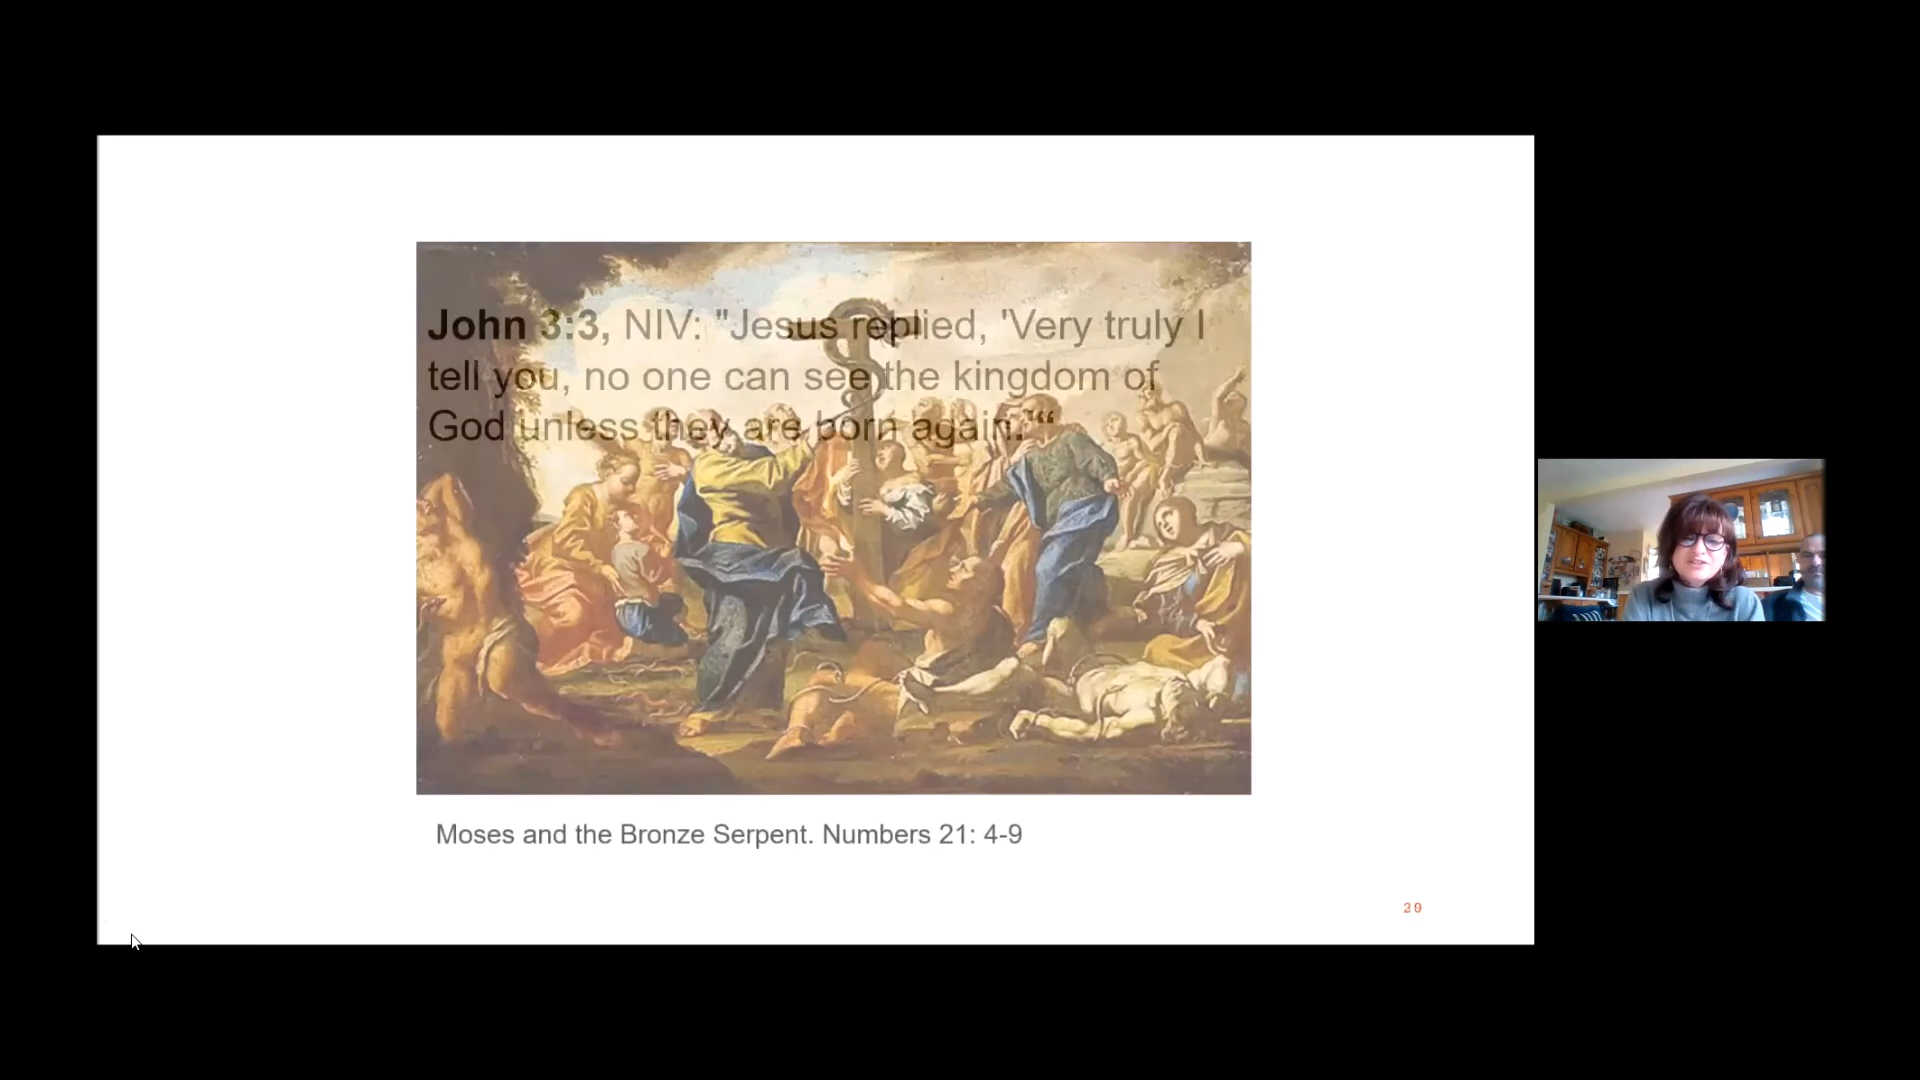 John 3:3, NIV: "Jesus replied, 'Very truly I
tell you, no one can see the kingdom of
God unless they are born again.'"“
Moses and the Bronze Serpent. Numbers 21: 4-9
39